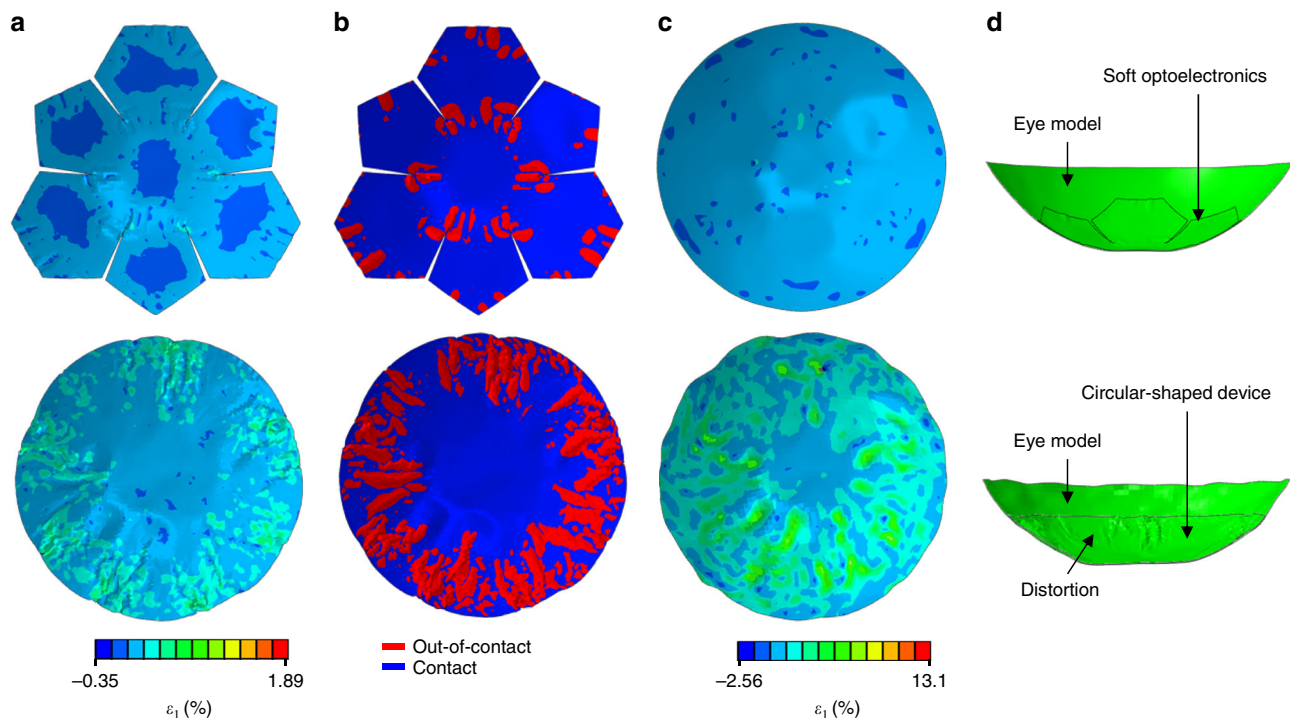 a
b
c
d
Soft optoelectronics
Eye model
Circular-shaped device
Eye model
Distortion
−0.35
1.89
ε1 (%)
Out-of-contact
Contact
−2.56
13.1
ε1 (%)